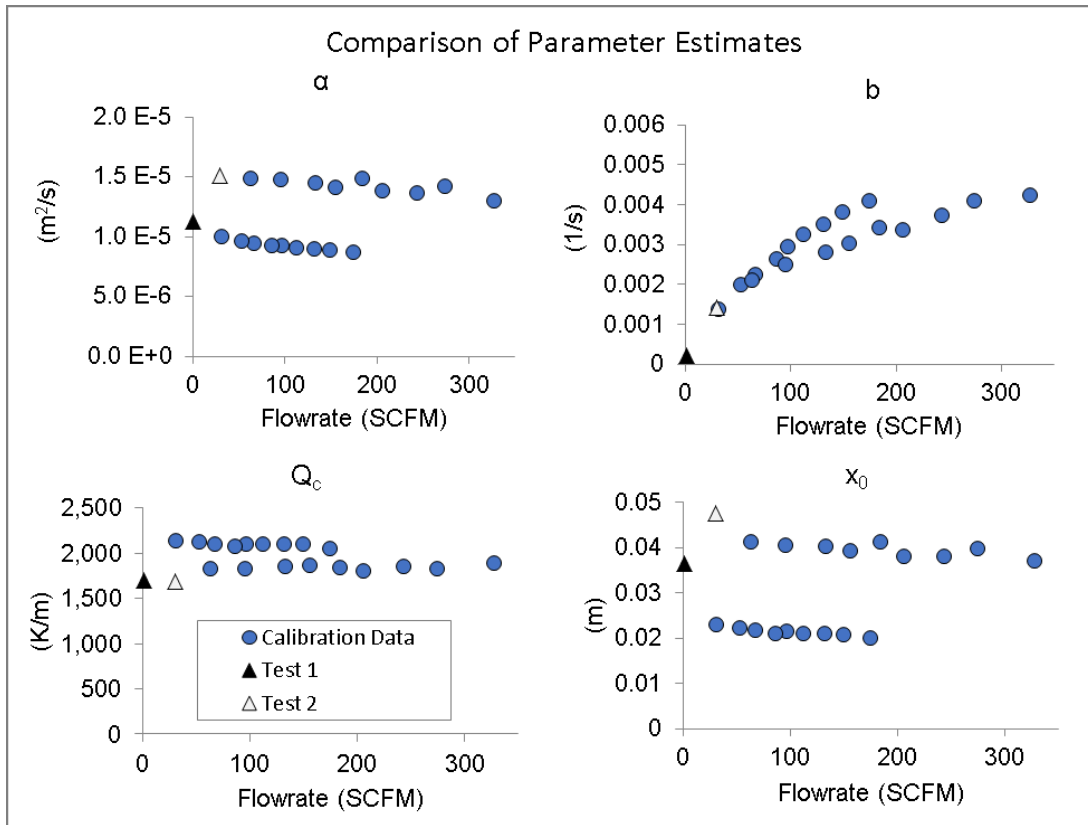 Comparison of Parameter Estimates
α
2.0 E-5
1.5 E-5
1.0 E-5
5.0 E-6
0.0 E+0
(m²/s)
0
100
200
300
Flowrate (SCFM)
b
0.006
0.005
0.004
0.003
0.002
0.001
0
(1/s)
0
100
200
300
Flowrate (SCFM)
Qc
2,500
2,000
1,500
1,000
500
0
(K/m)
Calibration Data
Test 1
Test 2
0
100
200
300
Flowrate (SCFM)
x₀
0.05
0.04
0.03
0.02
0.01
0
(m)
0
100
200
300
Flowrate (SCFM)